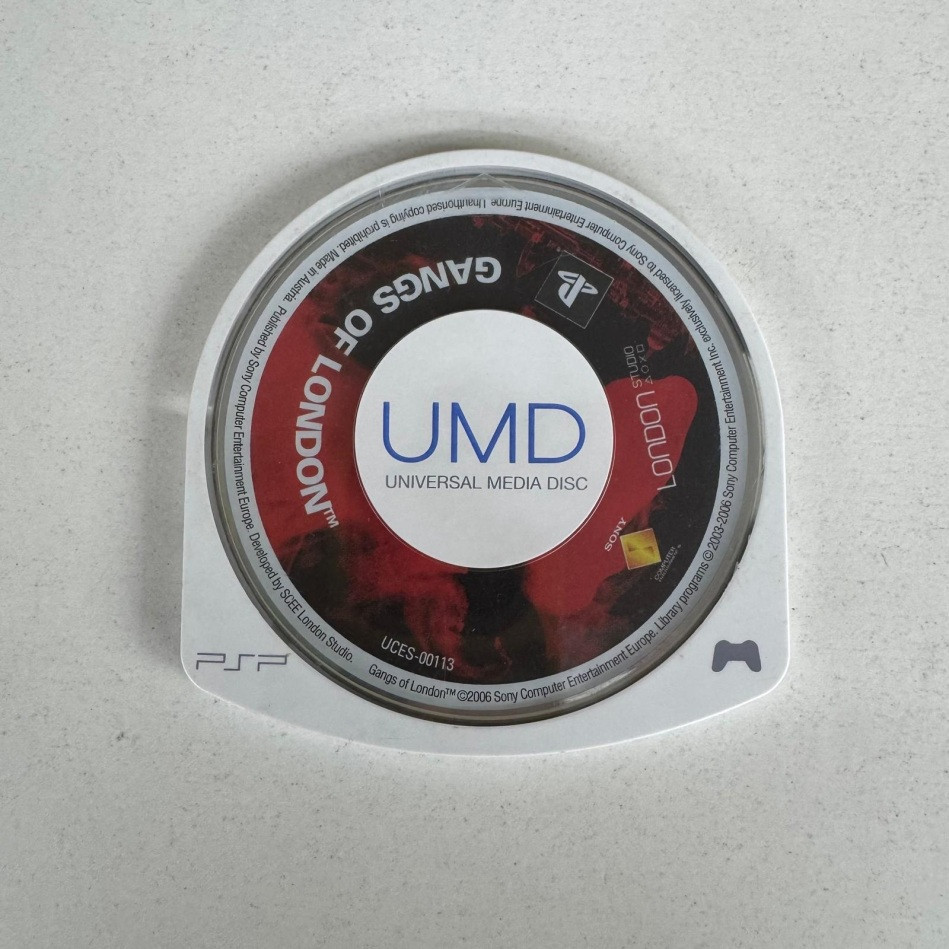 GANGS OF LONDON™
UMD
UNIVERSAL MEDIA DISC
LONDON STUDIO
SONY
COMPUTER
ENTERTAINMENT®
UCES-00113
PSP
Gangs of London™ ©2006 Sony Computer Entertainment Europe. Library programs ©2003-2006 Sony Computer Entertainment Inc. exclusively licensed to Sony Computer Entertainment Europe. Unauthorised copying is prohibited. Made in Austria. Published by Sony Computer Entertainment Europe. Developed by SCEE London Studio.